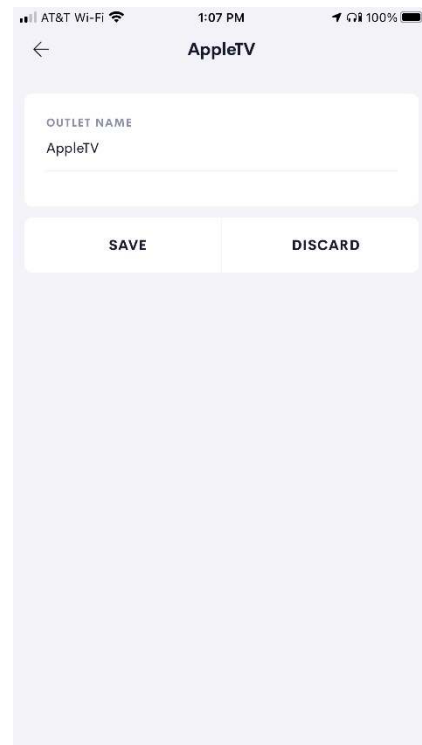 AT&T Wi-Fi 1:07 PM 100%
AppleTV
OUTLET NAME
AppleTV
SAVE DISCARD